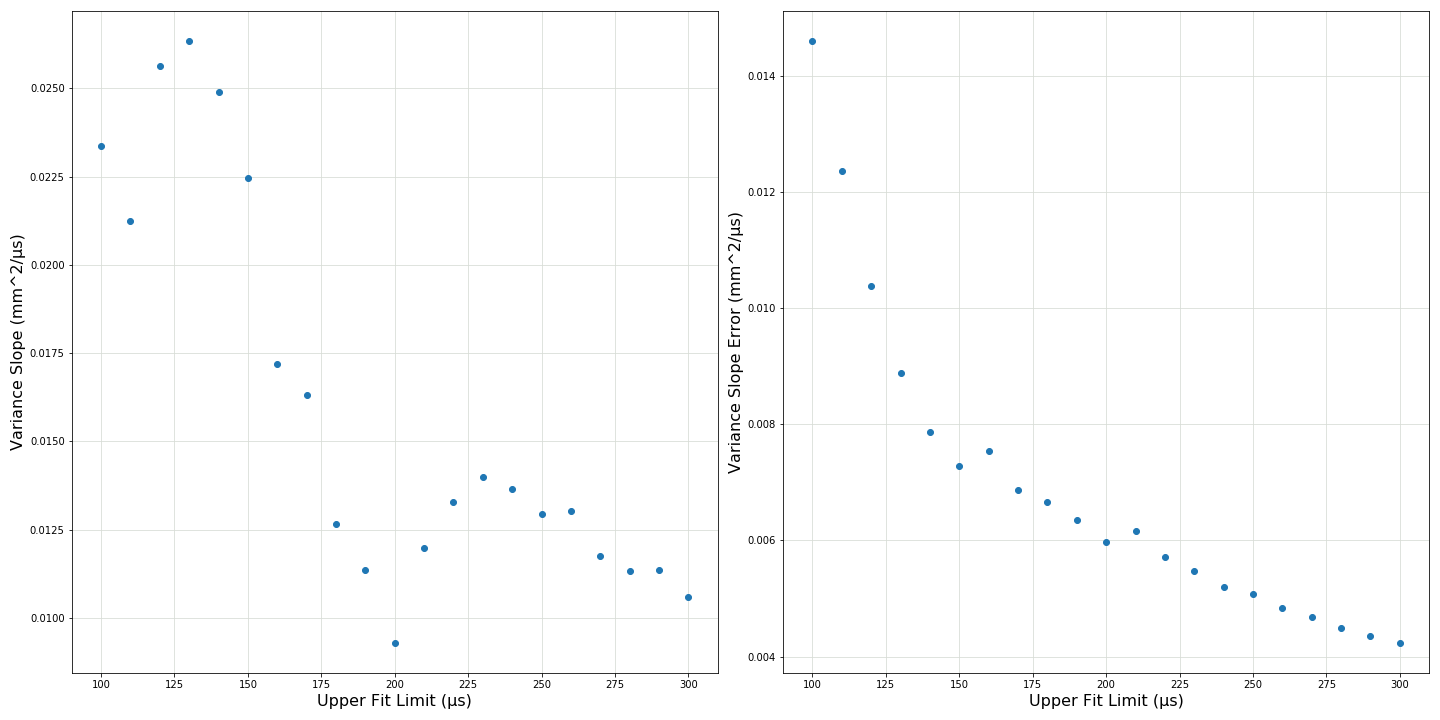 Variance Slope (mm^2/µs)
0.0250
0.0225
0.0200
0.0175
0.0150
0.0125
0.0100
100 125 150 175 200 225 250 275 300
Upper Fit Limit (µs)
Variance Slope Error (mm^2/µs)
0.014
0.012
0.010
0.008
0.006
0.004
100 125 150 175 200 225 250 275 300
Upper Fit Limit (µs)